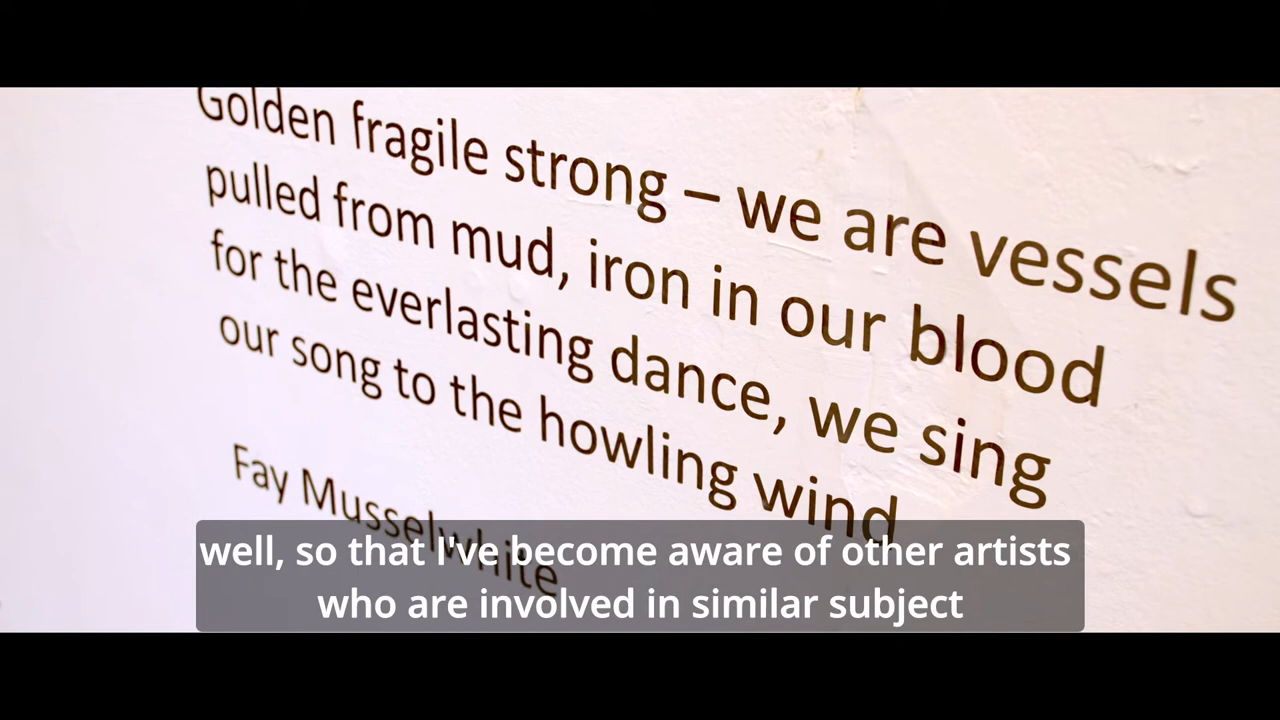 Golden fragile strong – we are vessels
pulled from mud, iron in our blood
for the everlasting dance, we sing
our song to the howling wind
Fay Musselwhite
well, so that I've become aware of other artists
who are involved in similar subject